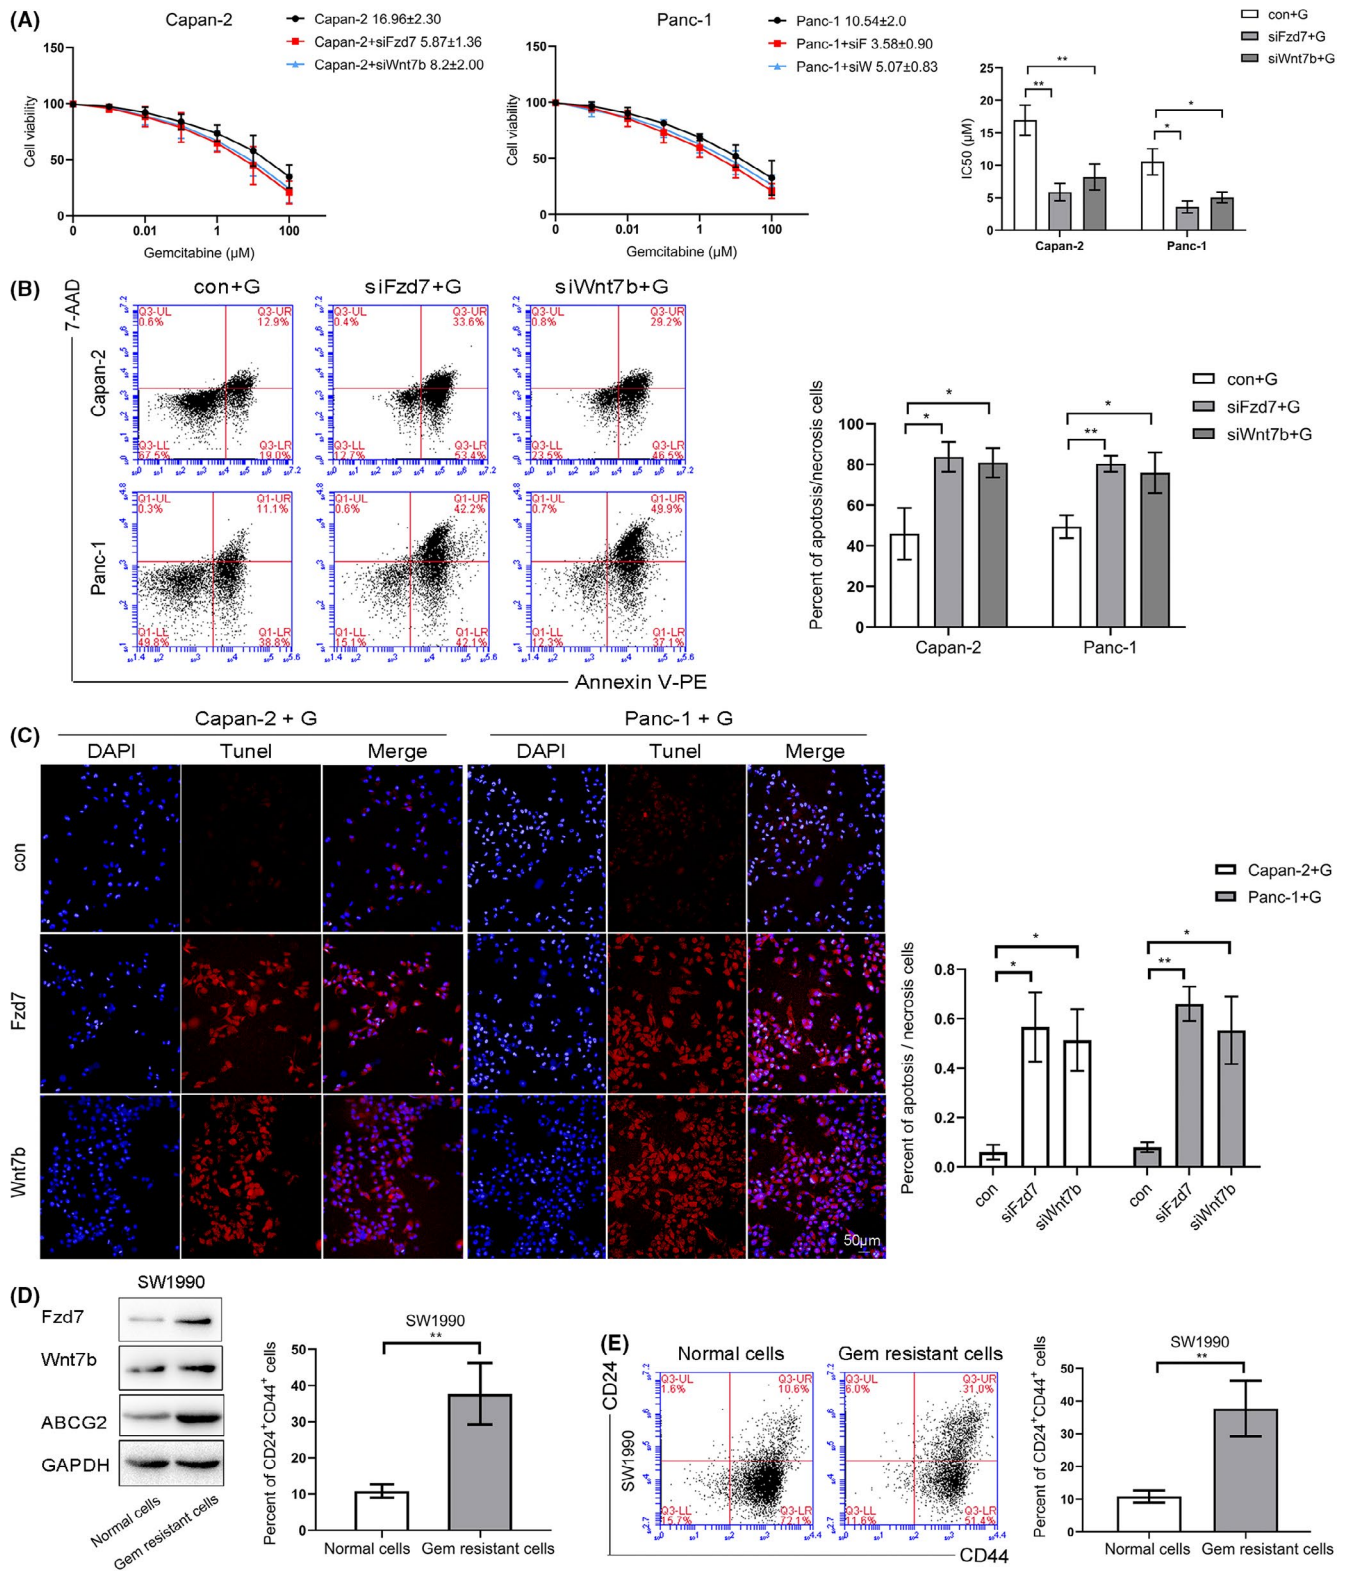 (A)
Capan-2
Capan-2 16.96±2.30
Capan-2+siFzd7 5.87±1.36
Capan-2+siWnt7b 8.2±2.00
Cell viability
150
100
50
0
0 0.01 1 100
Gemcitabine (µM)
Panc-1
Panc-1 10.54±2.0
Panc-1+siF 3.58±0.90
Panc-1+siW 5.07±0.83
Cell viability
150
100
50
0
0 0.01 1 100
Gemcitabine (µM)
con+G
siFzd7+G
siWnt7b+G
IC50 (µM)
25
20
15
10
5
0
** **
* *
Capan-2 Panc-1
(B)
7-AAD
con+G siFzd7+G siWnt7b+G
Capan-2
Q3-UL Q3-UR
0.6% 12.9%
Q3-LL Q3-LR
67.5% 19.0%
Q3-UL Q3-UR
0.4% 33.6%
Q3-LL Q3-LR
12.7% 53.4%
Q3-UL Q3-UR
0.8% 29.2%
Q3-LL Q3-LR
23.5% 46.5%
Panc-1
Q1-UL Q1-UR
0.3% 11.1%
Q1-LL Q1-LR
49.8% 38.8%
Q1-UL Q1-UR
0.6% 42.2%
Q1-LL Q1-LR
15.1% 42.1%
Q1-UL Q1-UR
0.7% 49.9%
Q1-LL Q1-LR
12.3% 37.1%
Annexin V-PE
con+G
siFzd7+G
siWnt7b+G
Percent of apotosis/necrosis cells
100
80
60
40
20
0
* *
** *
Capan-2 Panc-1
(C)
Capan-2 + G Panc-1 + G
DAPI Tunel Merge DAPI Tunel Merge
con
Fzd7
Wnt7b
50µm
Capan-2+G
Panc-1+G
Percent of apotosis / necrosis cells
0.8
0.6
0.4
0.2
0.0
* *
** *
con siFzd7 siWnt7b con siFzd7 siWnt7b
(D)
SW1990
Fzd7
Wnt7b
ABCG2
GAPDH
Normal cells
Gem resistant cells
SW1990
**
Percent of CD24+CD44+ cells
50
40
30
20
10
0
Normal cells Gem resistant cells
(E)
CD24
Normal cells Gem resistant cells
SW1990
Q3-UL Q3-UR
1.6% 10.6%
Q3-LL Q3-LR
15.7% 72.1%
Q3-UL Q3-UR
6.0% 31.0%
Q3-LL Q3-LR
11.6% 51.4%
CD44
SW1990
**
Percent of CD24+CD44+ cells
50
40
30
20
10
0
Normal cells Gem resistant cells